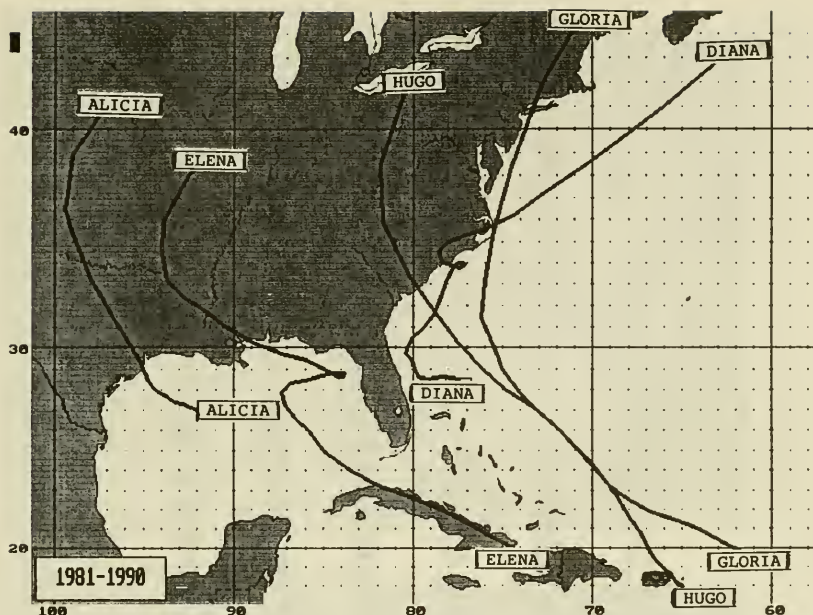 GLORIA
DIANA
HUGO
ALICIA
40
ELENA
30
DIANA
ALICIA
20
ELENA
GLORIA
1981-1990
HUGO
100
90
80
70
60